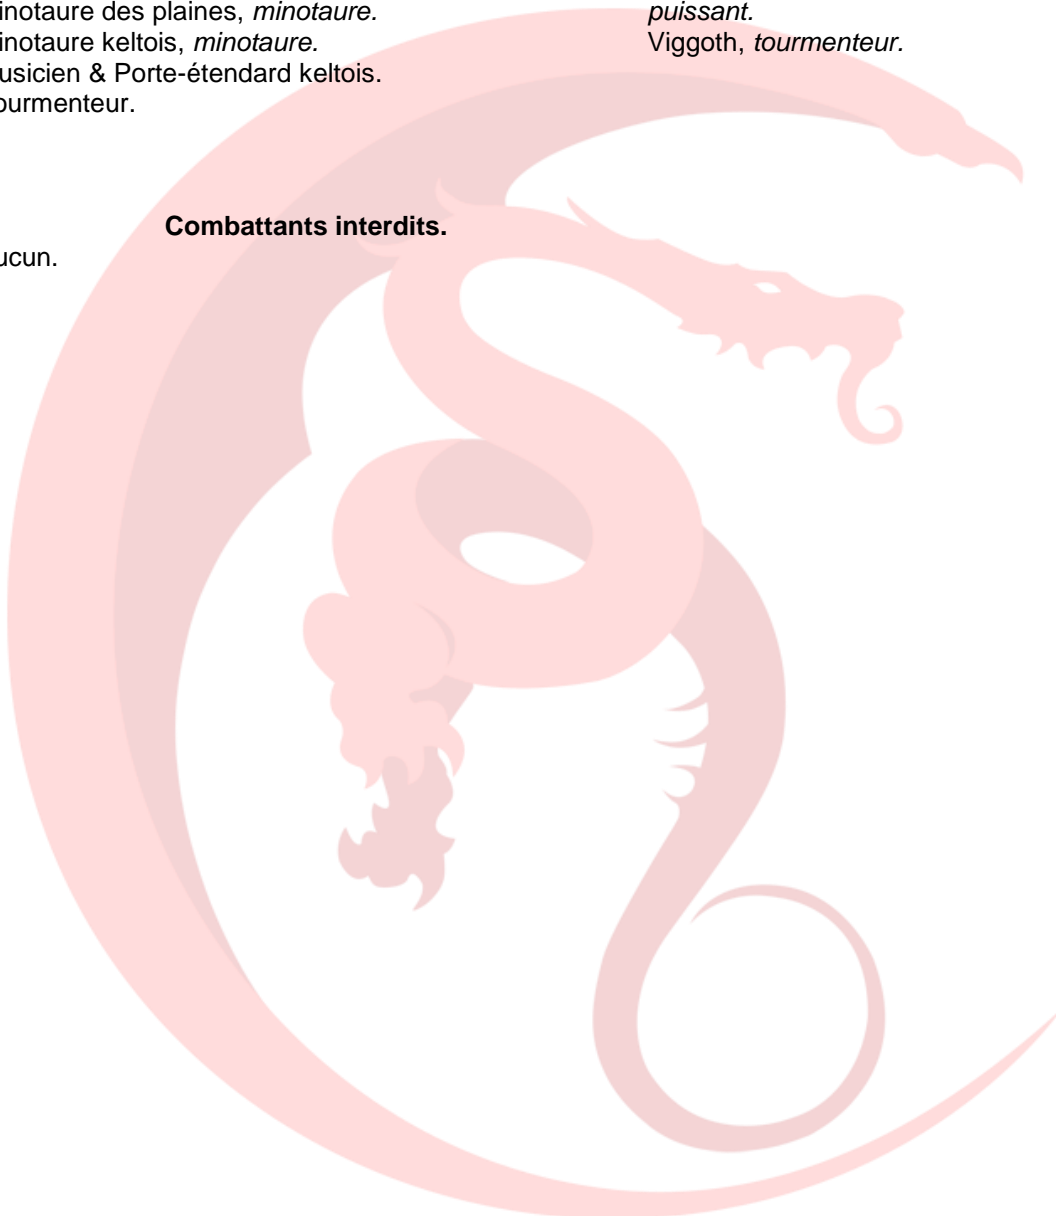 inotaure des plaines, minotaure.
inotaure keltois, minotaure.
usicien & Porte-étendard keltois.
ourmenteur.
puissant.
Viggoth, tourmenteur.
Combattants interdits.
ucun.